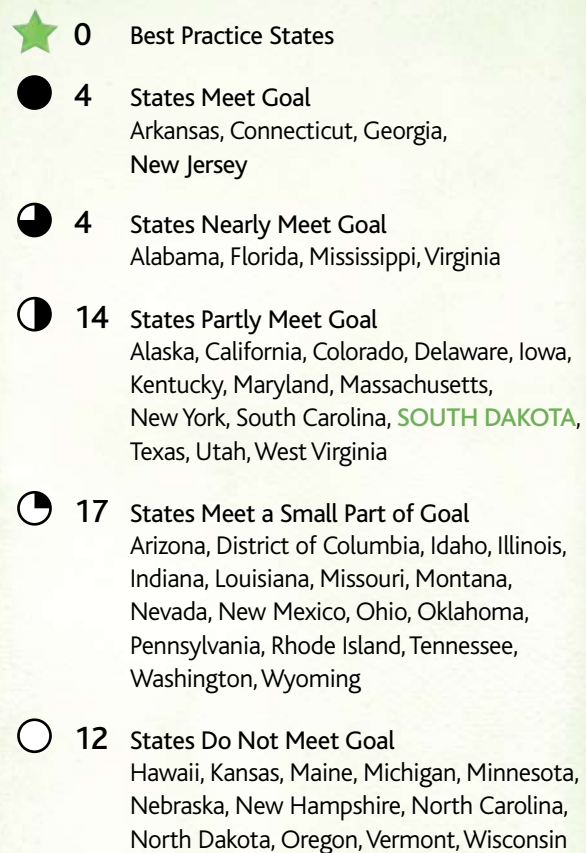 0 Best Practice States
4 States Meet Goal
Arkansas, Connecticut, Georgia,
New Jersey
4 States Nearly Meet Goal
Alabama, Florida, Mississippi, Virginia
14 States Partly Meet Goal
Alaska, California, Colorado, Delaware, Iowa,
Kentucky, Maryland, Massachusetts,
New York, South Carolina, SOUTH DAKOTA,
Texas, Utah, West Virginia
17 States Meet a Small Part of Goal
Arizona, District of Columbia, Idaho, Illinois,
Indiana, Louisiana, Missouri, Montana,
Nevada, New Mexico, Ohio, Oklahoma,
Pennsylvania, Rhode Island, Tennessee,
Washington, Wyoming
12 States Do Not Meet Goal
Hawaii, Kansas, Maine, Michigan, Minnesota,
Nebraska, New Hampshire, North Carolina,
North Dakota, Oregon, Vermont, Wisconsin